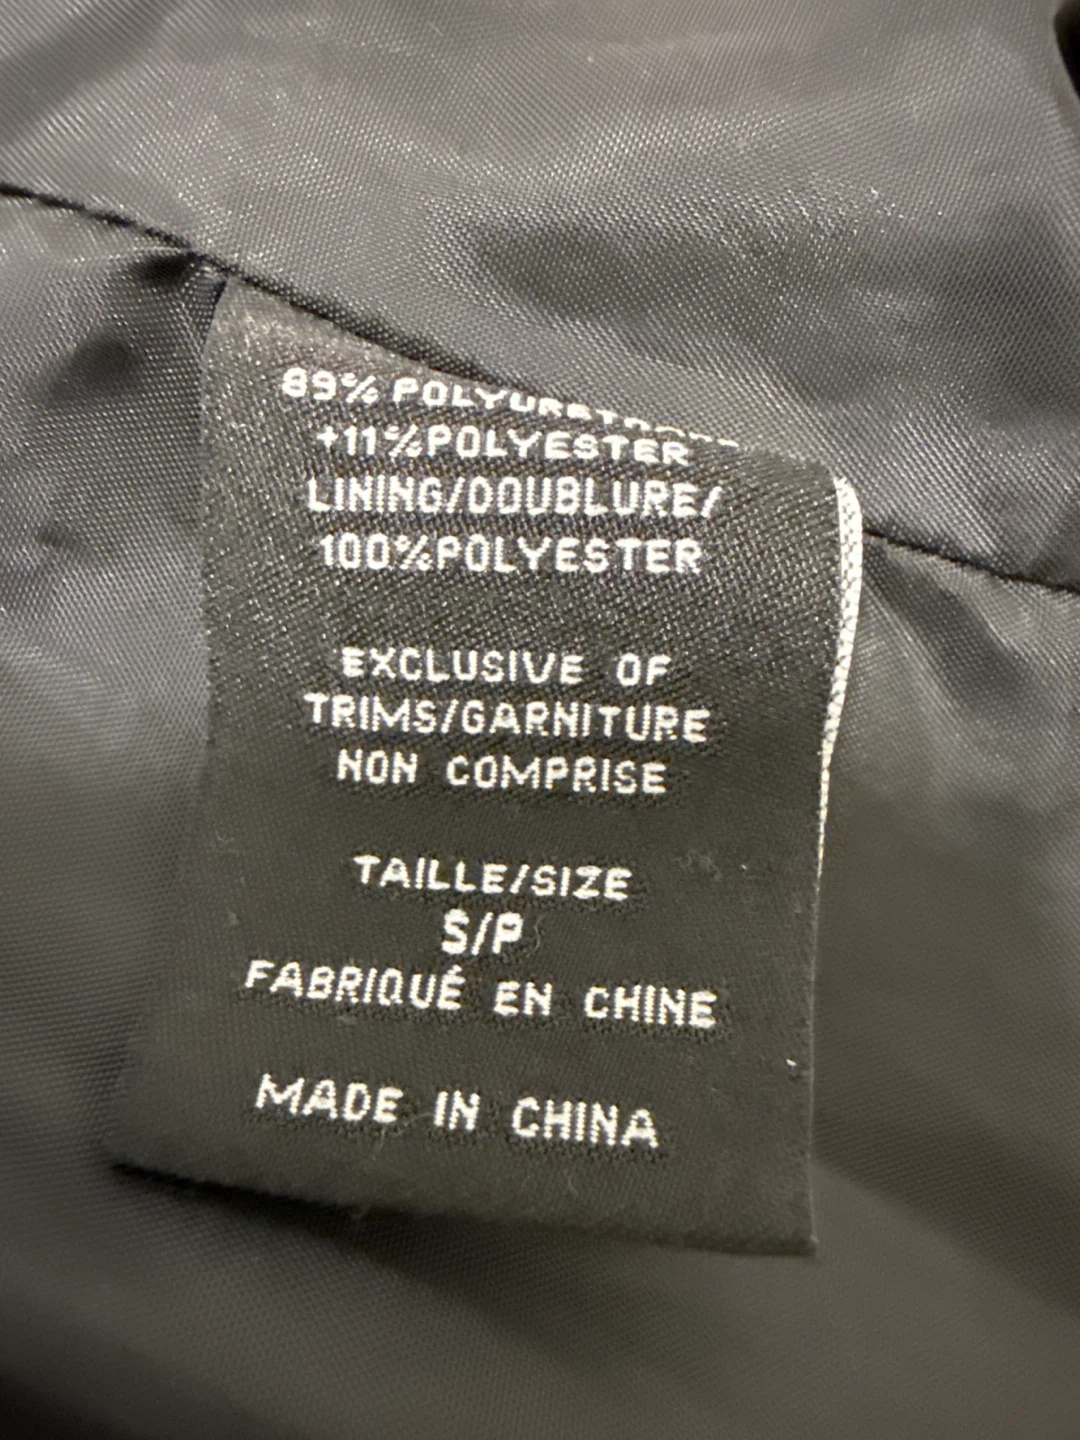 89% POLYURETHANE
+11%POLYESTER
LINING/DOUBLURE/
100%POLYESTER
EXCLUSIVE OF
TRIMS/GARNITURE
NON COMPRISE
TAILLE/SIZE
S/P
FABRIQUÉ EN CHINE
MADE IN CHINA